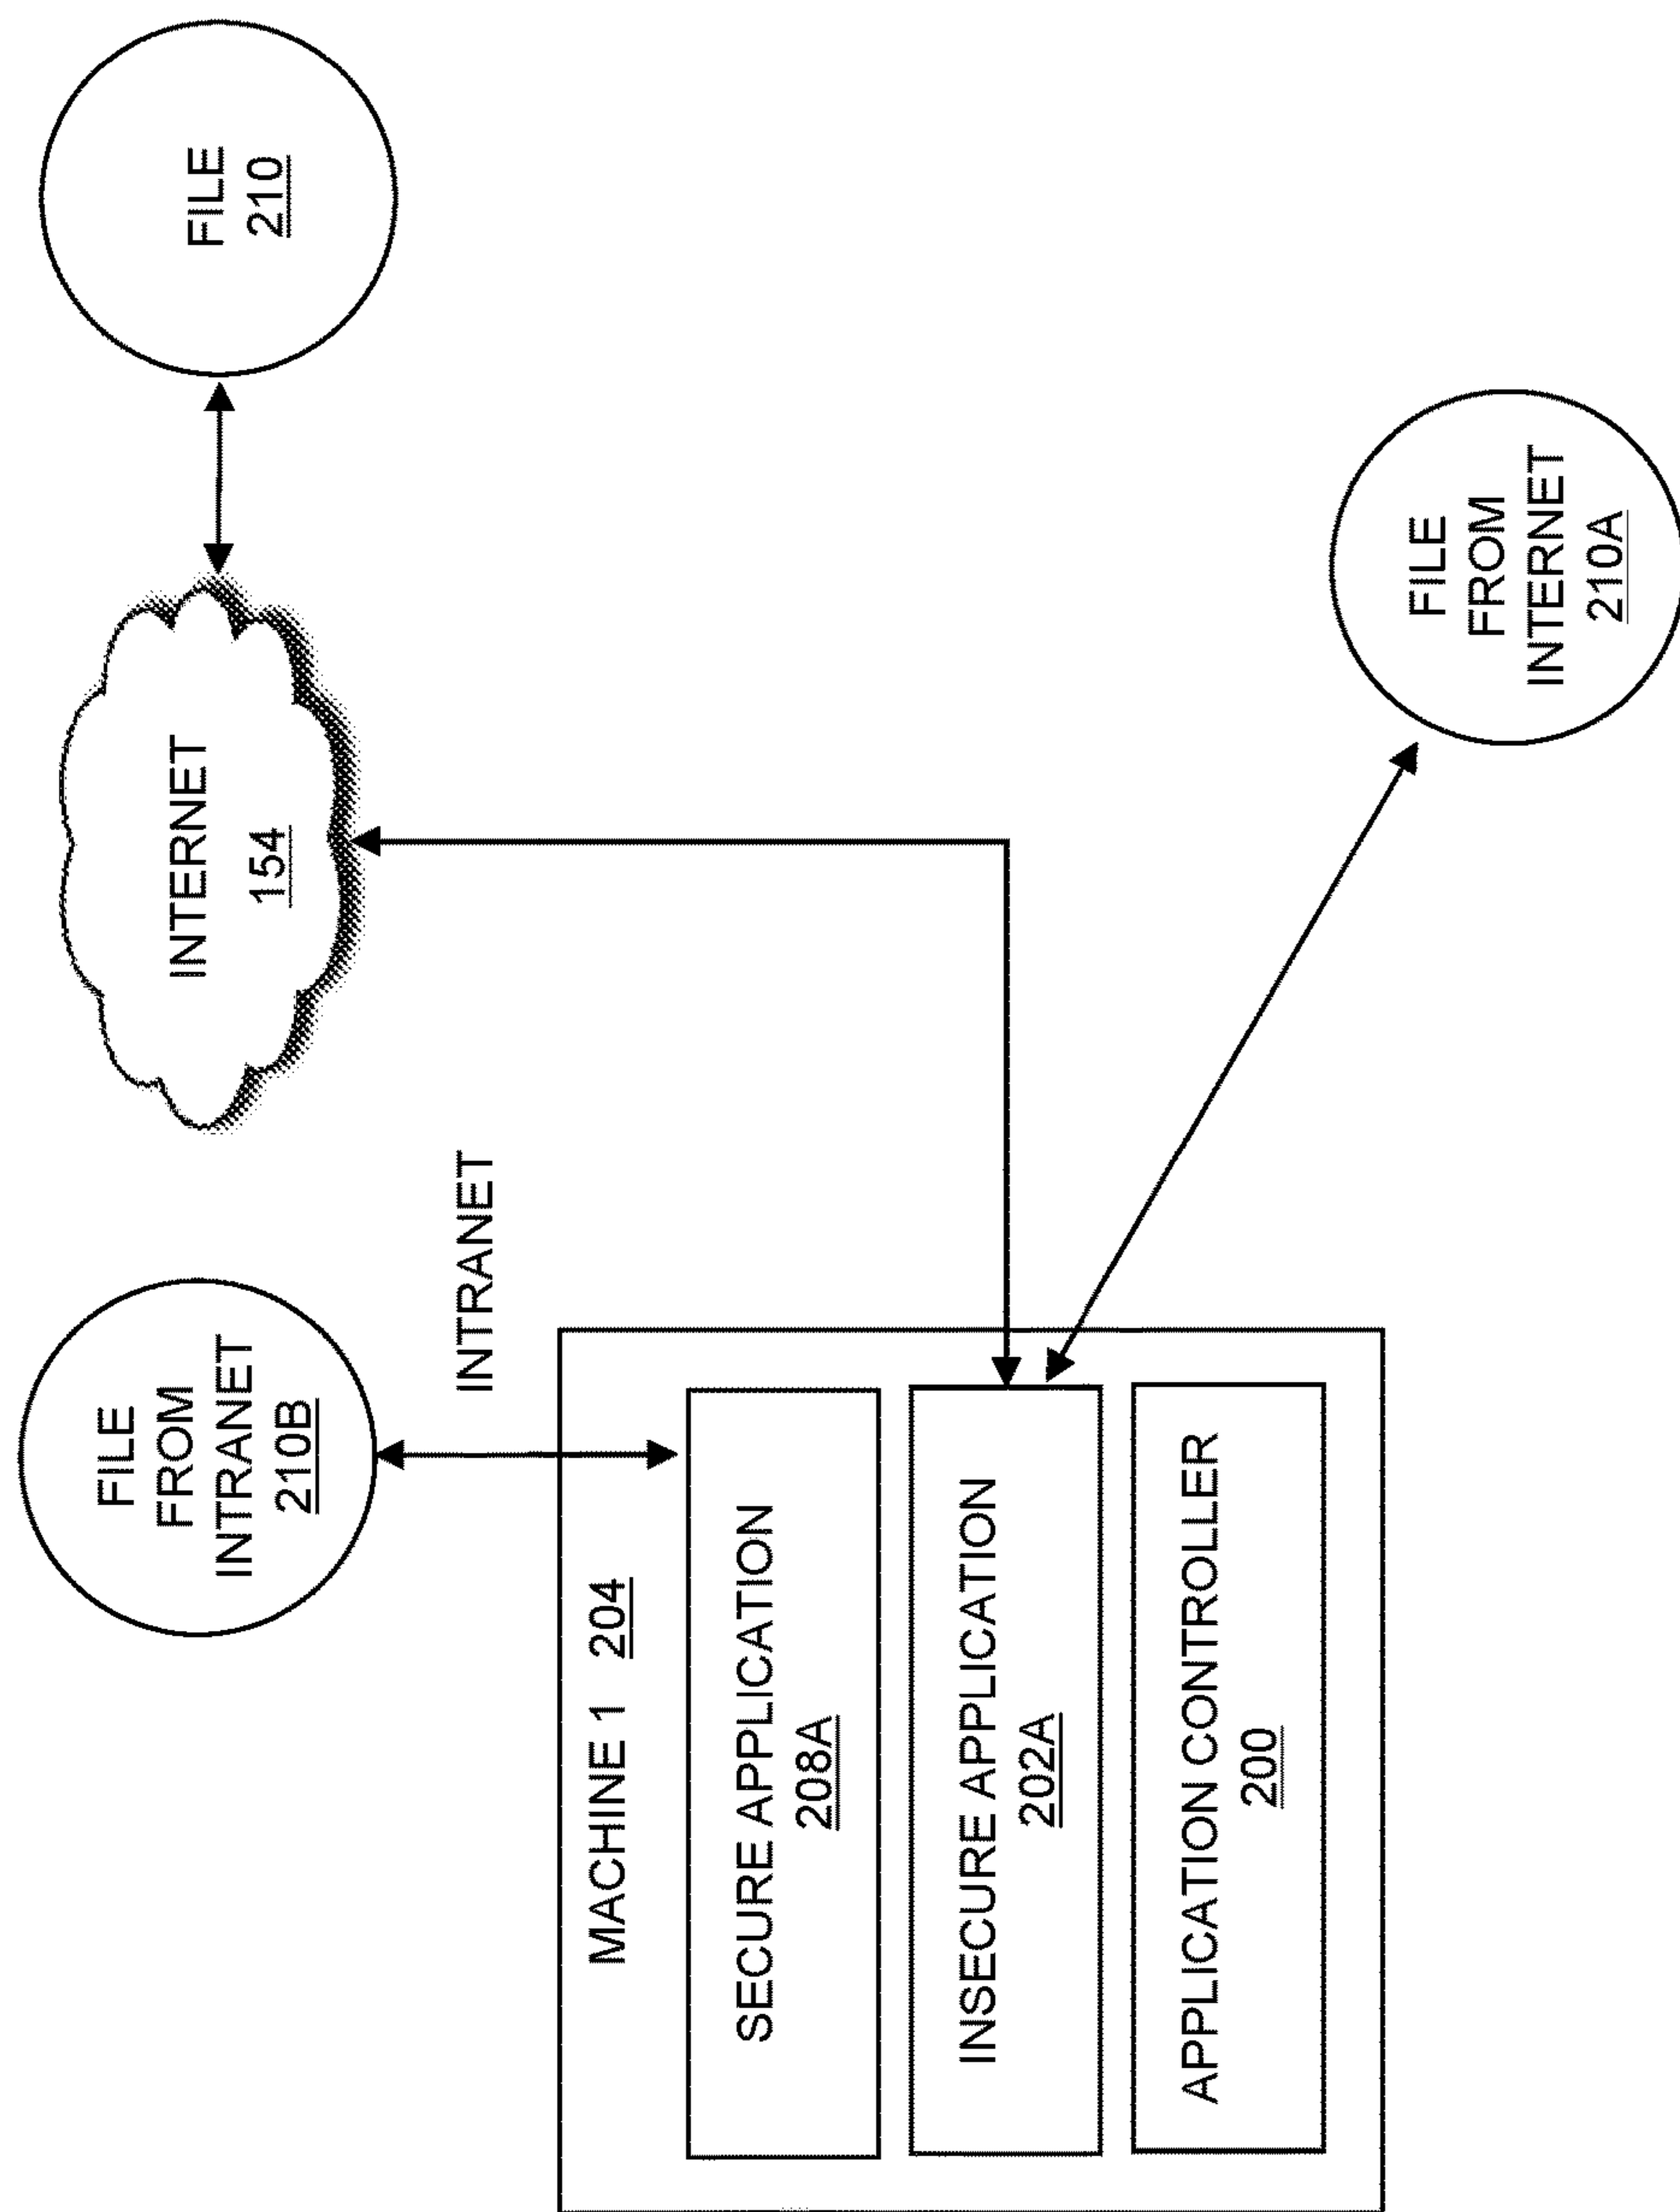 FILE
FROM
INTRANET
210B
INTRANET
INTERNET
154
FILE
210
MACHINE 1 204
SECURE APPLICATION
208A
INSECURE APPLICATION
202A
APPLICATION CONTROLLER
200
FILE
FROM
INTERNET
210A